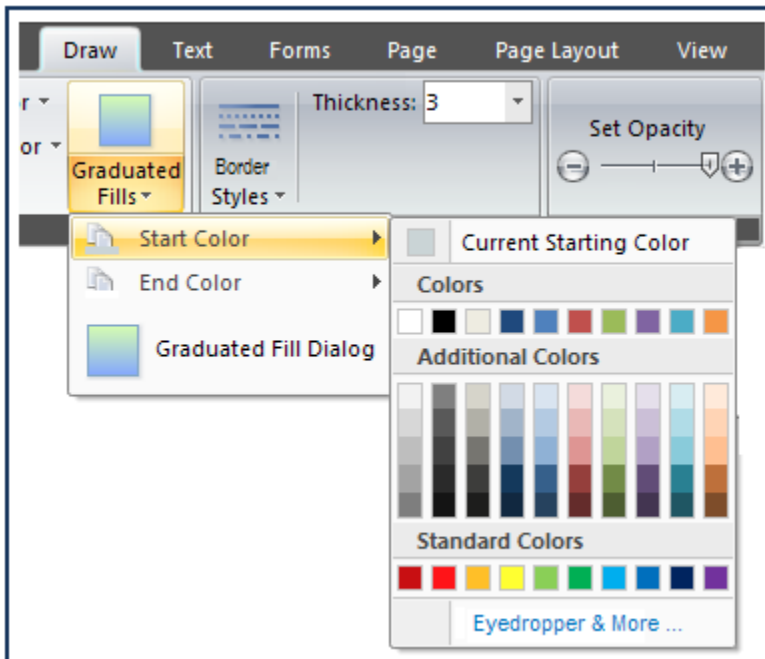 Draw Text Forms Page Page Layout View
r
or
Graduated
Fills
Border
Styles
Thickness: 3
Set Opacity
Start Color
End Color
Graduated Fill Dialog
Current Starting Color
Colors
Additional Colors
Standard Colors
Eyedropper & More ...